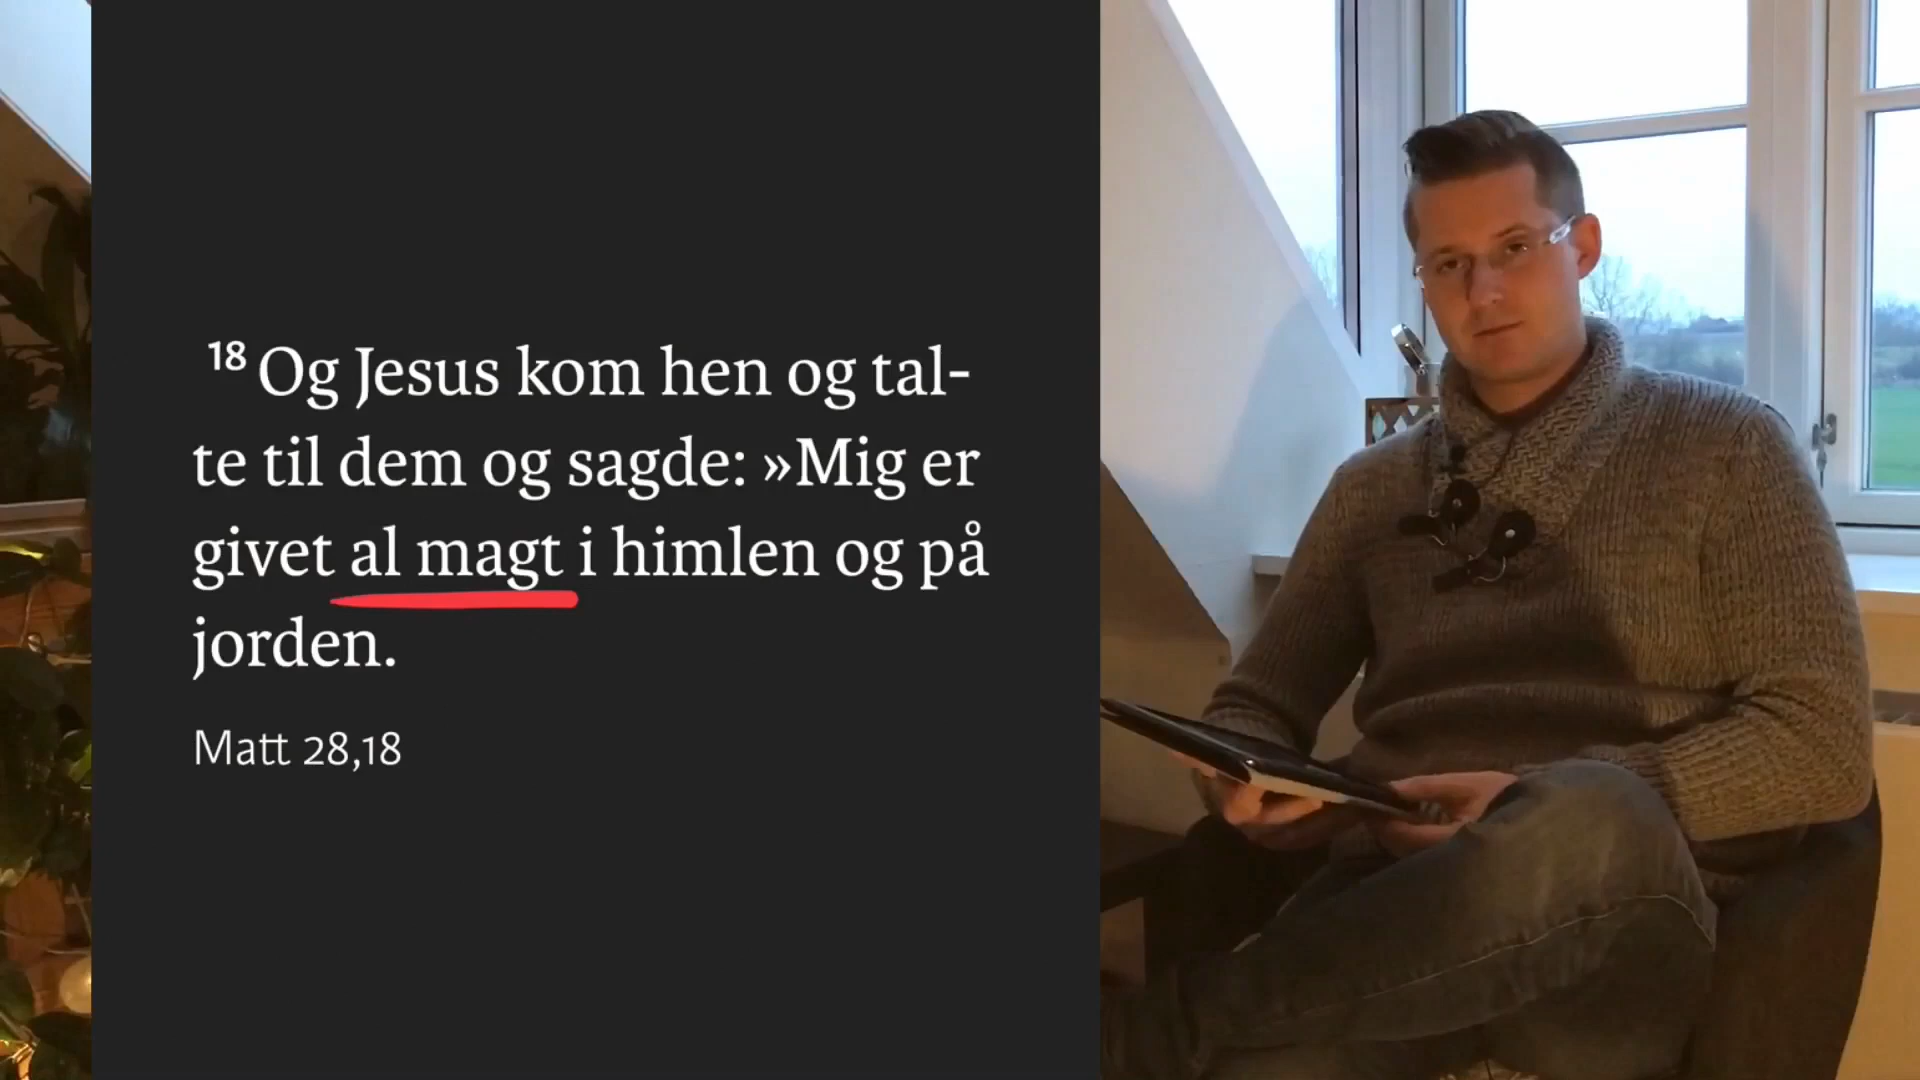 18 Og Jesus kom hen og tal-
te til dem og sagde: »Mig er
givet al magt i himlen og på
jorden.
Matt 28,18